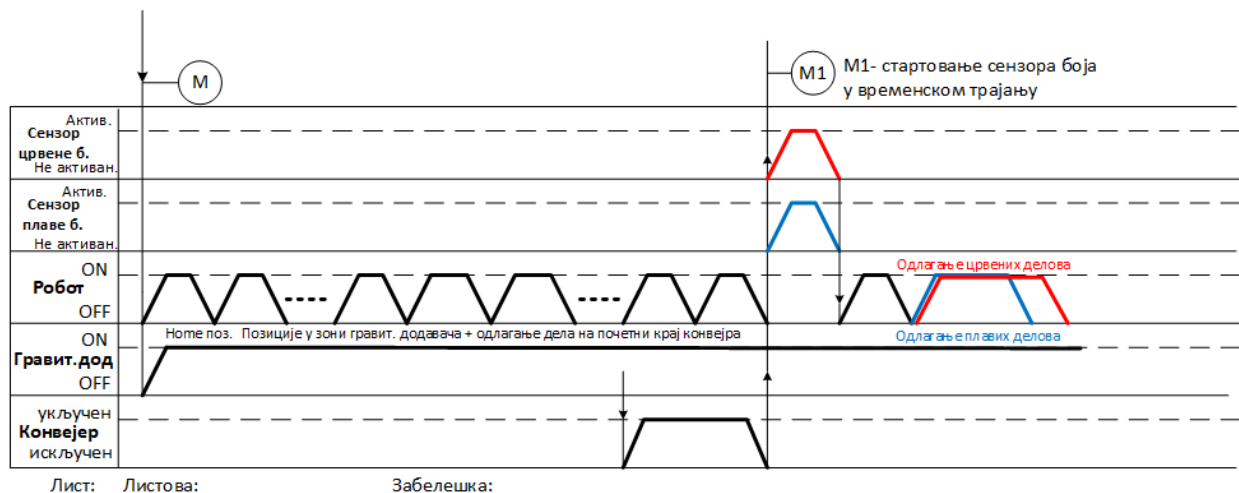 M
M1
M1- стартовање сензора боја
у временском трајању
Актив.
Сензор
црвене б.
Не активан.
Актив.
Сензор
плаве б.
Не активан.
ON
Робот
OFF
Одлагање црвених делова
Home поз. Позиције у зони гравит. додавача + одлагање дела на почетни крај конвејра
Одлагање плавих делова
ON
Гравит.дод
OFF
укључен
Конвејер
искључен
Лист: Листова: Забелешка: